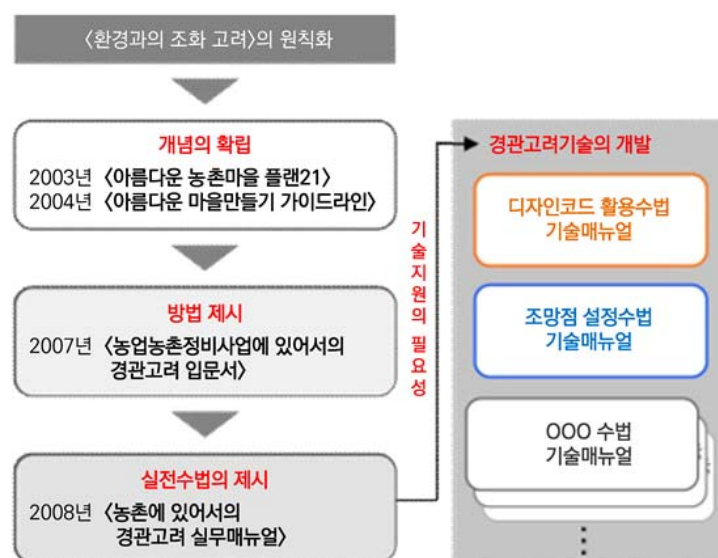 〈환경과의 조화 고려〉의 원칙화
개념의 확립
2003년 〈아름다운 농촌마을 플랜21〉
2004년 〈아름다운 마을만들기 가이드라인〉
방법 제시
2007년 〈농업농촌정비사업에 있어서의
경관고려 입문서〉
실전수법의 제시
2008년 〈농촌에 있어서의
경관고려 실무매뉴얼〉
기술지원의 필요성
경관고려기술의 개발
디자인코드 활용수법
기술매뉴얼
조망점 설정수법
기술매뉴얼
OOO 수법
기술매뉴얼